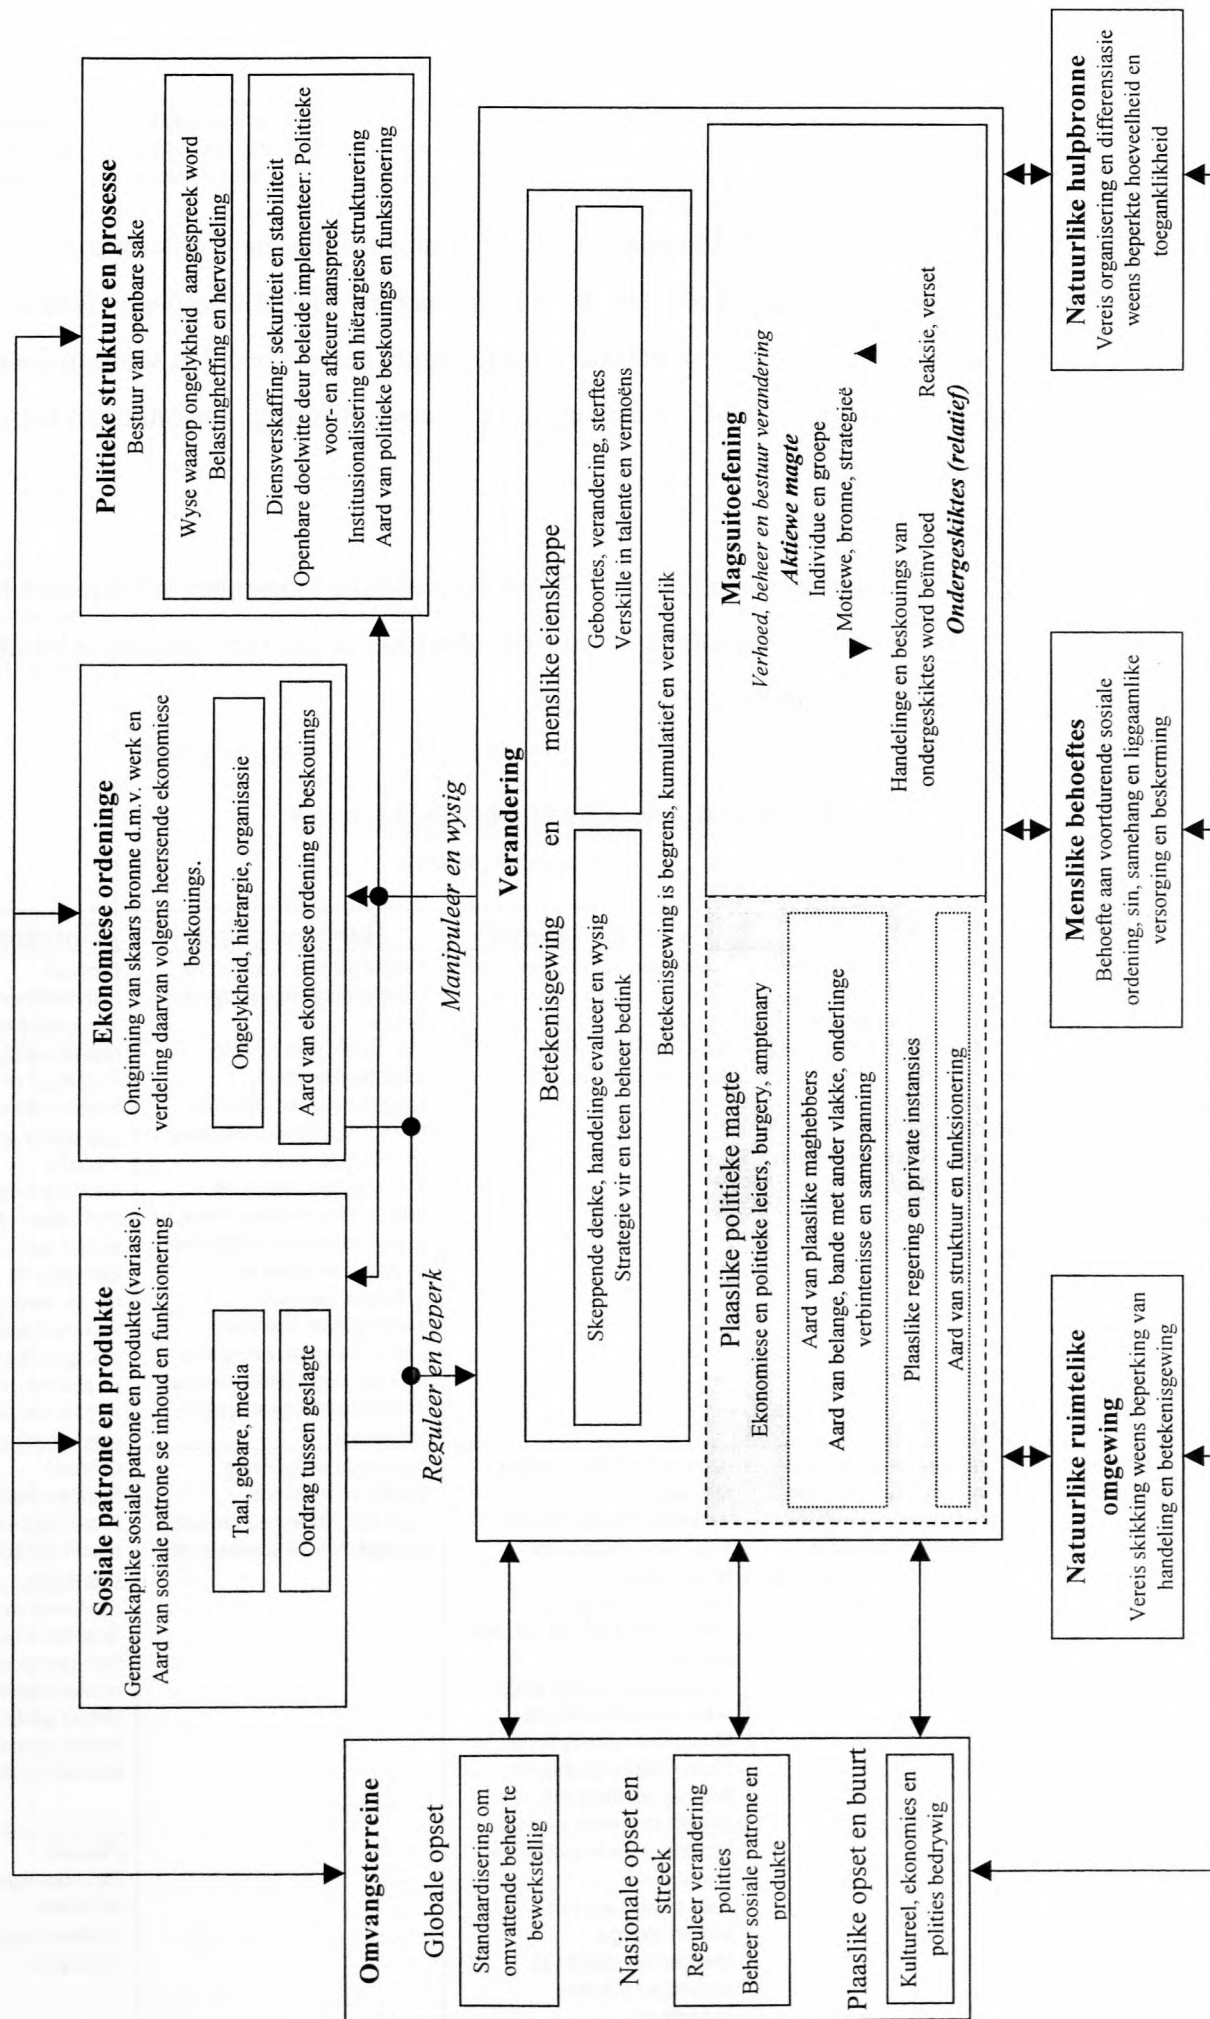 Sosiale patrone en produkte
Gemeenskaplike sosiale patrone en produkte (variasie).
Aard van sosiale patrone se inhoud en funksionering
Taal, gebare, media
Oordrag tussen geslagte
Ekonomiese ordeninge
Ontginning van skaars bronne d.m.v. werk en
verdeling daarvan volgens heersende ekonomiese
beskouings.
Ongelykheid, hiërargie, organisasie
Aard van ekonomiese ordening en beskouings
Politieke strukture en prosesse
Bestuur van openbare sake
Wyse waarop ongelykheid aangespreek word
Belastingheffing en herverdeling
Diensverskaffing: sekuriteit en stabiliteit
Openbare doelwitte deur beleide implementeer: Politieke
voor- en afkeure aanspreek
Institusionalisering en hiërargiese strukturering
Aard van politieke beskouings en funksionering
Reguleer en beperk
Manipuleer en wysig
Omvangsterreine
Globale opset
Standaardisering om
omvattende beheer te
bewerkstellig
Nasionale opset en
streek
Reguleer verandering
polities
Beheer sosiale patrone en
produkte
Plaaslike opset en buurt
Kultureel, ekonomies en
polities bedrywig
Verandering
Betekenisgewing en menslike eienskappe
Skeppende denke, handelinge evalueer en wysig
Strategie vir en teen beheer bedink
Geboortes, verandering, sterftes
Verskille in talente en vermoëns
Betekenisgewing is begrens, kumulatief en veranderlik
Plaaslike politieke magte
Ekonomiese en politieke leiers, burgery, amptenary
Aard van plaaslike maghebbers
Aard van belange, bande met ander vlakke, onderlinge
verbintenisse en samespanning
Plaaslike regering en private instansies
Aard van struktuur en funksionering
Magsuitoefening
Verhoed, beheer en bestuur verandering
Aktiewe magte
Individue en groepe
Motiewe, bronne, strategieë
Handelinge en beskouings van
ondergeskiktes word beïnvloed
Reaksie, verset
Ondergeskiktes (relatief)
Natuurlike ruimtelike
omgewing
Vereis skikking weens beperking van
handeling en betekenisgewing
Menslike behoeftes
Behoefte aan voortdurende sosiale
ordening, sin, samehang en liggaamlike
versorging en beskerming
Natuurlike hulpbronne
Vereis organisering en differensiasie
weens beperkte hoeveelheid en
toeganklikheid